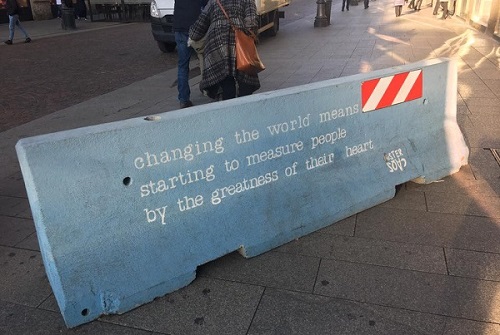 changing the world means
starting to measure people
by the greatness of their heart